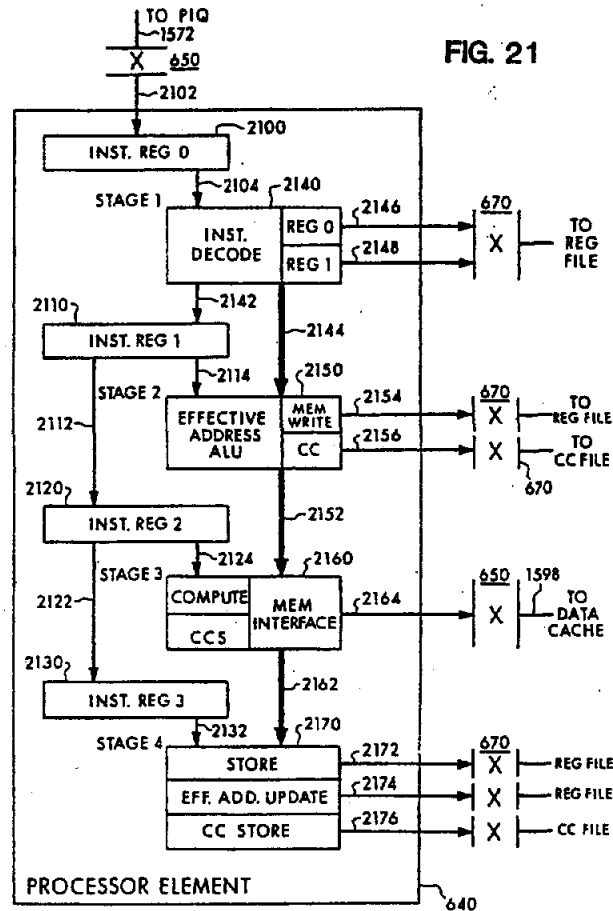 TO PIQ
1572
X 650
2102
FIG. 21
2100
INST. REG 0
2104 2140
STAGE 1
INST. DECODE
REG 0
REG 1
2146
2148
670
X
TO REG FILE
2142
2144
2110
INST. REG 1
2114
2150
STAGE 2
2112
EFFECTIVE ADDRESS ALU
MEM WRITE
CC
2154
2156
670
X
X
TO REG FILE
TO CC FILE
670
2120
2152
INST. REG 2
2124 2160
STAGE 3
2122
COMPUTE
CCS
MEM INTERFACE
2164
650
X
1598
TO DATA CACHE
2130
2162
INST. REG 3
2132 2170
STAGE 4
STORE
EFF. ADD. UPDATE
CC STORE
2172
2174
2176
670
X
X
X
REG FILE
REG FILE
CC FILE
PROCESSOR ELEMENT
640